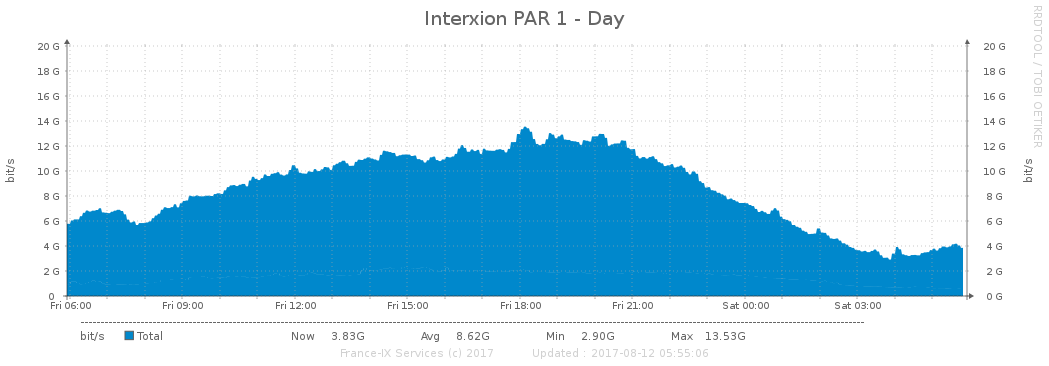 Interxion PAR 1 - Day
RRDTOOL / TOBI OETIKER
20 G 20 G
18 G 18 G
16 G 16 G
14 G 14 G
12 G 12 G
10 G 10 G
8 G 8 G
6 G 6 G
4 G 4 G
2 G 2 G
0 0 G
bit/s
bit/s
Fri 06:00 Fri 09:00 Fri 12:00 Fri 15:00 Fri 18:00 Fri 21:00 Sat 00:00 Sat 03:00
bit/s Total Now 3.83G Avg 8.62G Min 2.90G Max 13.53G
France-IX Services (c) 2017 Updated : 2017-08-12 05:55:06